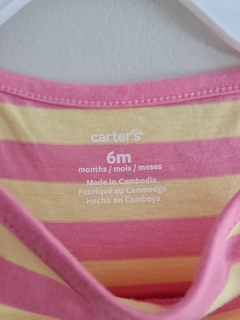 carter's
6m
months / mois / meses
Made in Cambodia
Fabriqué au Cambodge
Hecho en Camboya